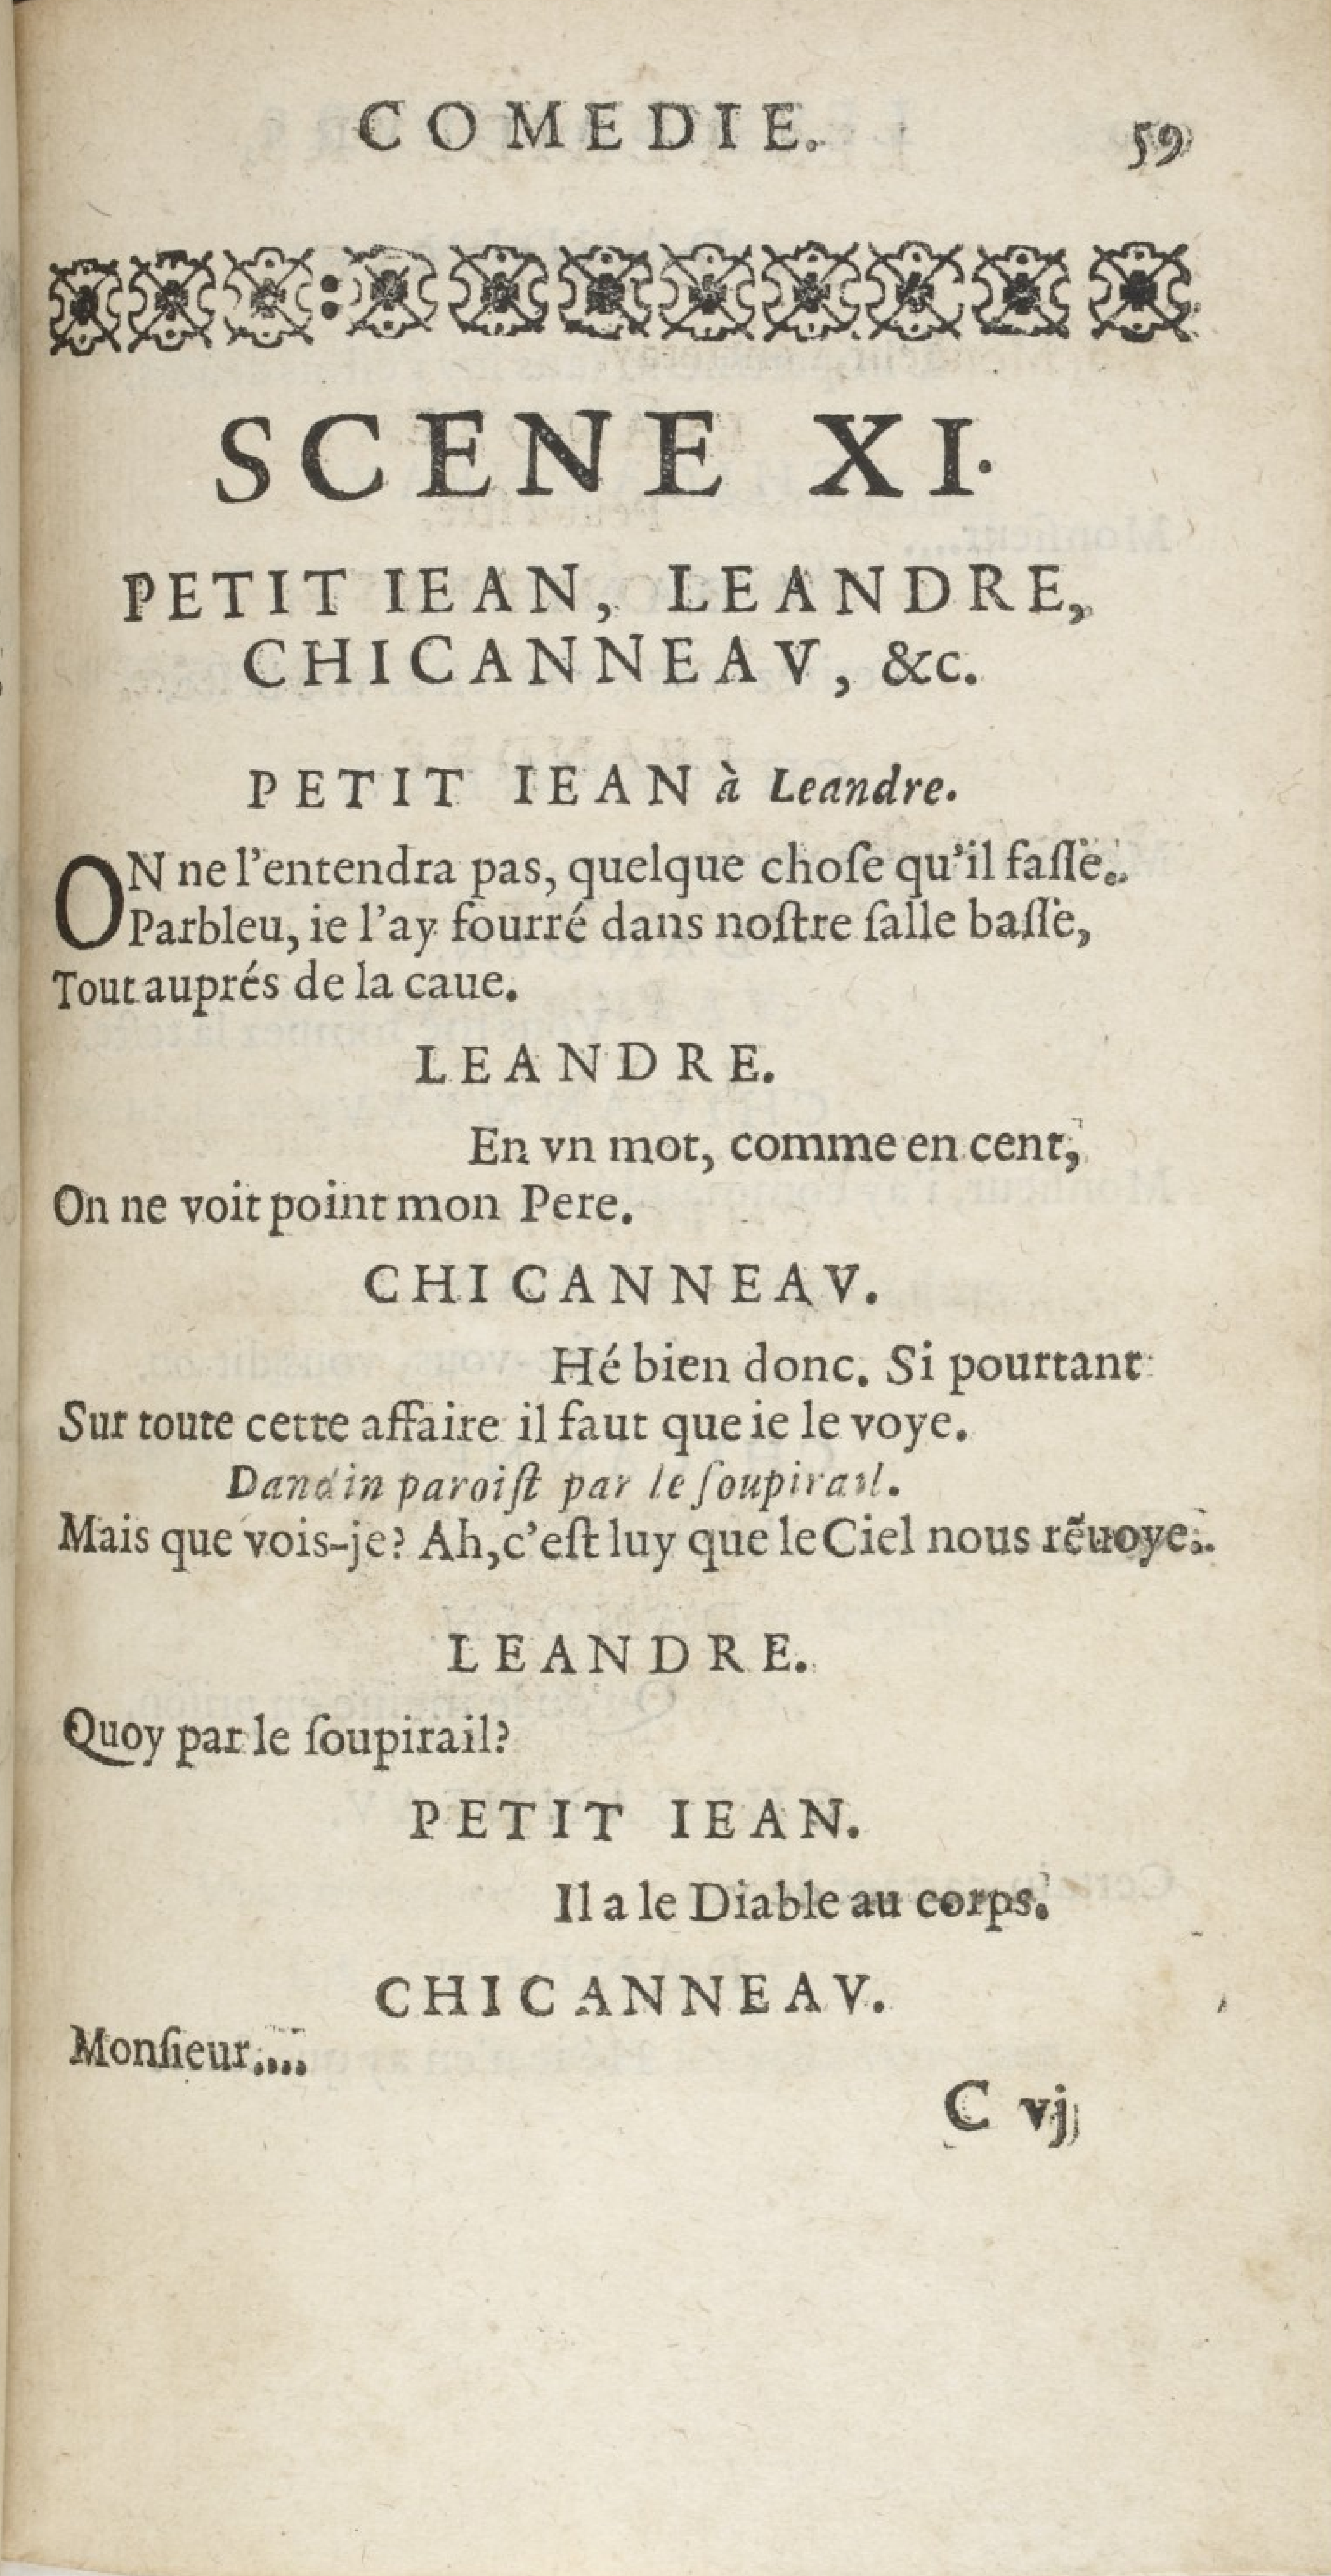 COMEDIE. 59
SCENE XI.
PETIT IEAN, LEANDRE,
CHICANNEAV, &c.
PETIT IEAN à Leandre.
ON ne l'entendra pas, quelque choſe qu'il faſſe.
Parbleu, ie l'ay fourré dans noſtre ſalle baſſe,
Tout auprés de la caue.
LEANDRE.
En vn mot, comme en cent,
On ne voit point mon Pere.
CHICANNEAV.
Hé bien donc. Si pourtant
Sur toute cette affaire il faut que ie le voye.
Dandin paroiſt par le ſoupirail.
Mais que vois-je? Ah, c'eſt luy que le Ciel nous rẽuoye.
LEANDRE.
Quoy par le ſoupirail?
PETIT IEAN.
Il a le Diable au corps.
CHICANNEAV.
Monſieur....
C vj